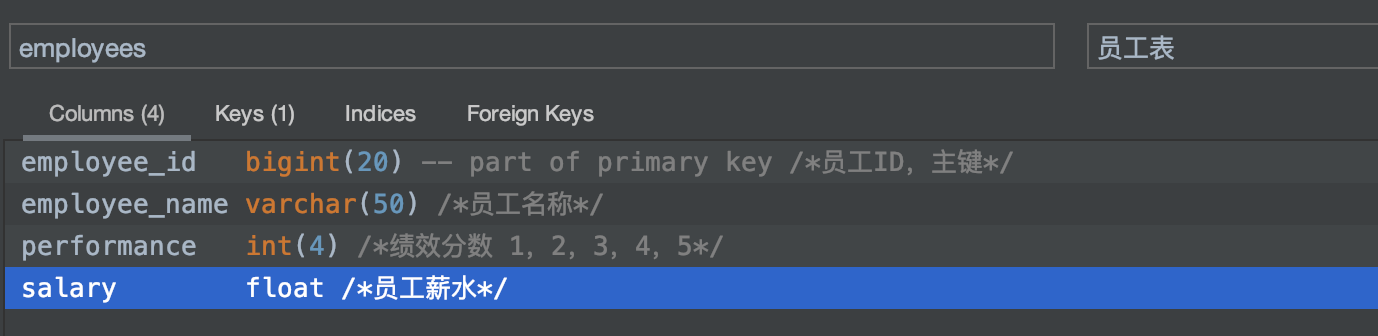 employees
员工表
Columns (4) Keys (1) Indices Foreign Keys
employee_id bigint(20) -- part of primary key /*员工ID, 主键*/
employee_name varchar(50) /*员工名称*/
performance int(4) /*绩效分数 1, 2, 3, 4, 5*/
salary float /*员工薪水*/